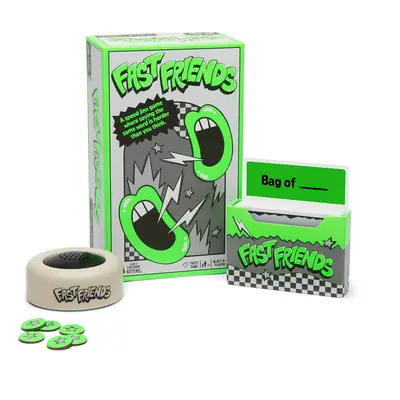 FAST FRIENDS
A speed jinx game
where saying the
same word is harder
than you think.
Bag of ____
FAST FRIENDS
FAST FRIENDS